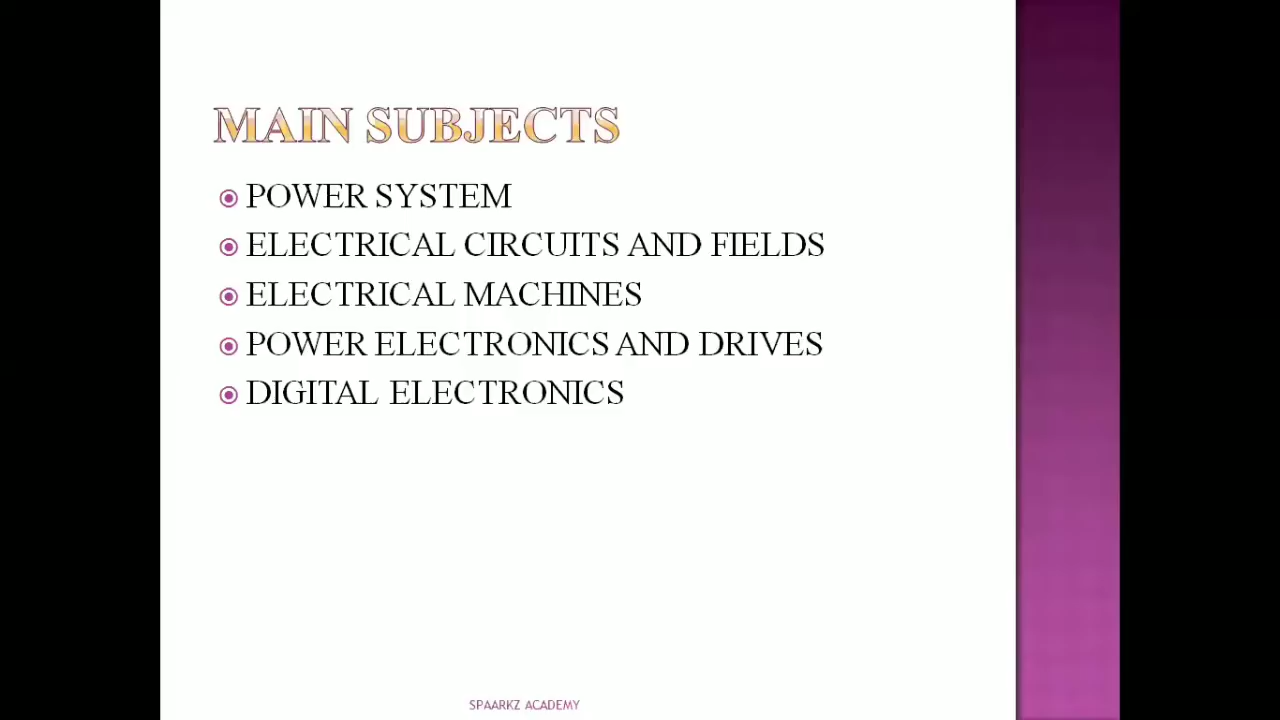 MAIN SUBJECTS
POWER SYSTEM
ELECTRICAL CIRCUITS AND FIELDS
ELECTRICAL MACHINES
POWER ELECTRONICS AND DRIVES
DIGITAL ELECTRONICS
SPAARKZ ACADEMY